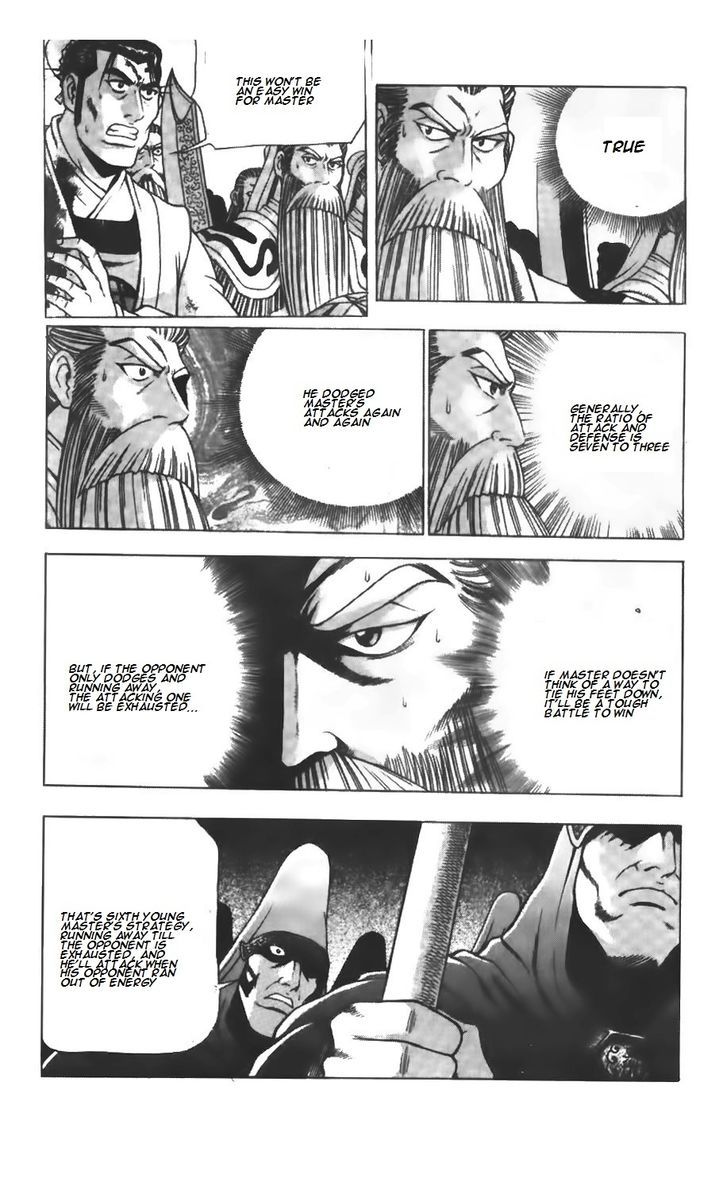 THIS WON'T BE
AN EASY WIN
FOR MASTER
TRUE
HE DODGED
MASTER'S
ATTACKS AGAIN
AND AGAIN
GENERALLY,
THE RATIO OF
ATTACK AND
DEFENSE IS
SEVEN TO THREE
BUT, IF THE OPPONENT
ONLY DODGES AND
RUNNING AWAY,
THE ATTACKING ONE
WILL BE EXHAUSTED...
IF MASTER DOESN'T
THINK OF A WAY TO
TIE HIS FEET DOWN,
IT'LL BE A TOUGH
BATTLE TO WIN
THAT'S SIXTH YOUNG
MASTER'S STRATEGY,
RUNNING AWAY TILL
THE OPPONENT IS
EXHAUSTED, AND
HE'LL ATTACK WHEN
HIS OPPONENT RAN
OUT OF ENERGY